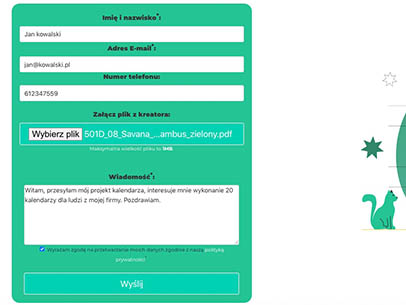 Imię i nazwisko*:
Jan kowalski
Adres E-mail*:
jan@kowalski.pl
Numer telefonu:
612347559
Załącz plik z kreatora:
Wybierz plik 501D_08_Savana_...ambus_zielony.pdf
Maksymalna wielkość pliku to 1MB.
Wiadomość*:
Witam, przesyłam mój projekt kalendarza, interesuje mnie wykonanie 20
kalendarzy dla ludzi z mojej firmy. Pozdrawiam.
Wyrażam zgodę na przetwarzanie moich danych zgodnie z naszą polityką
prywatności*
Wyślij